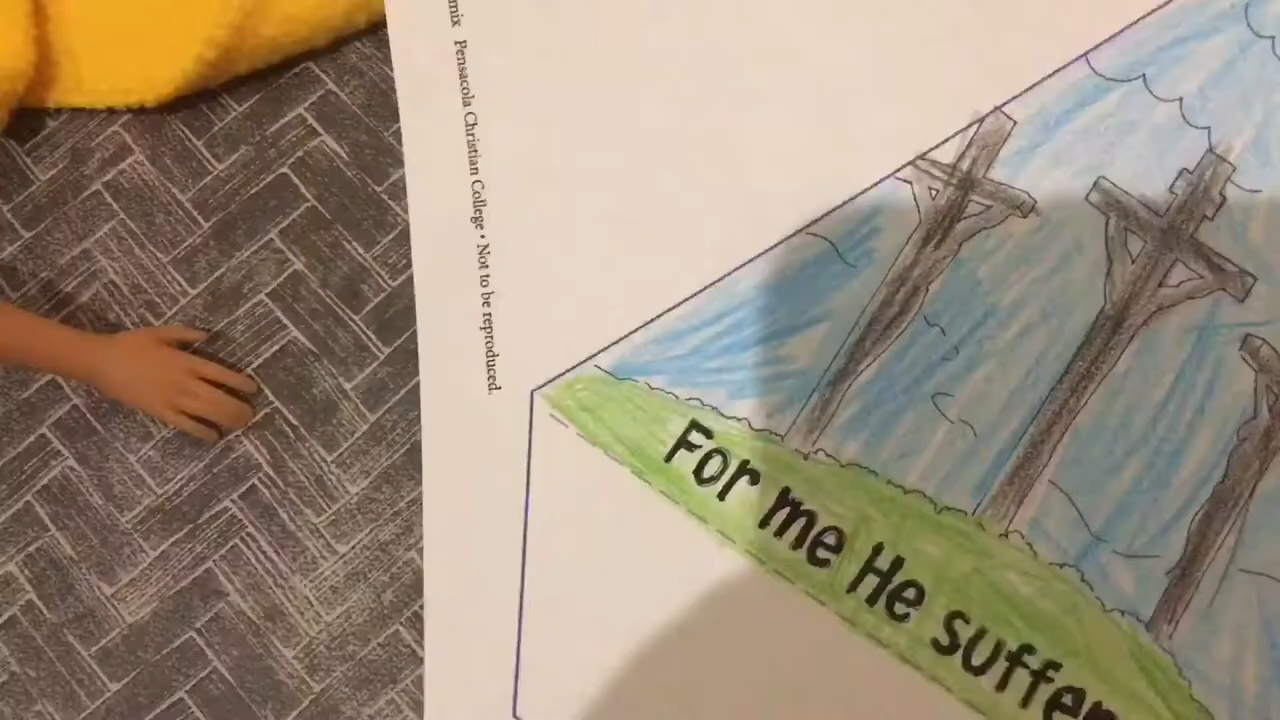 Pensacola Christian College • Not to be reproduced.
For me He suffer